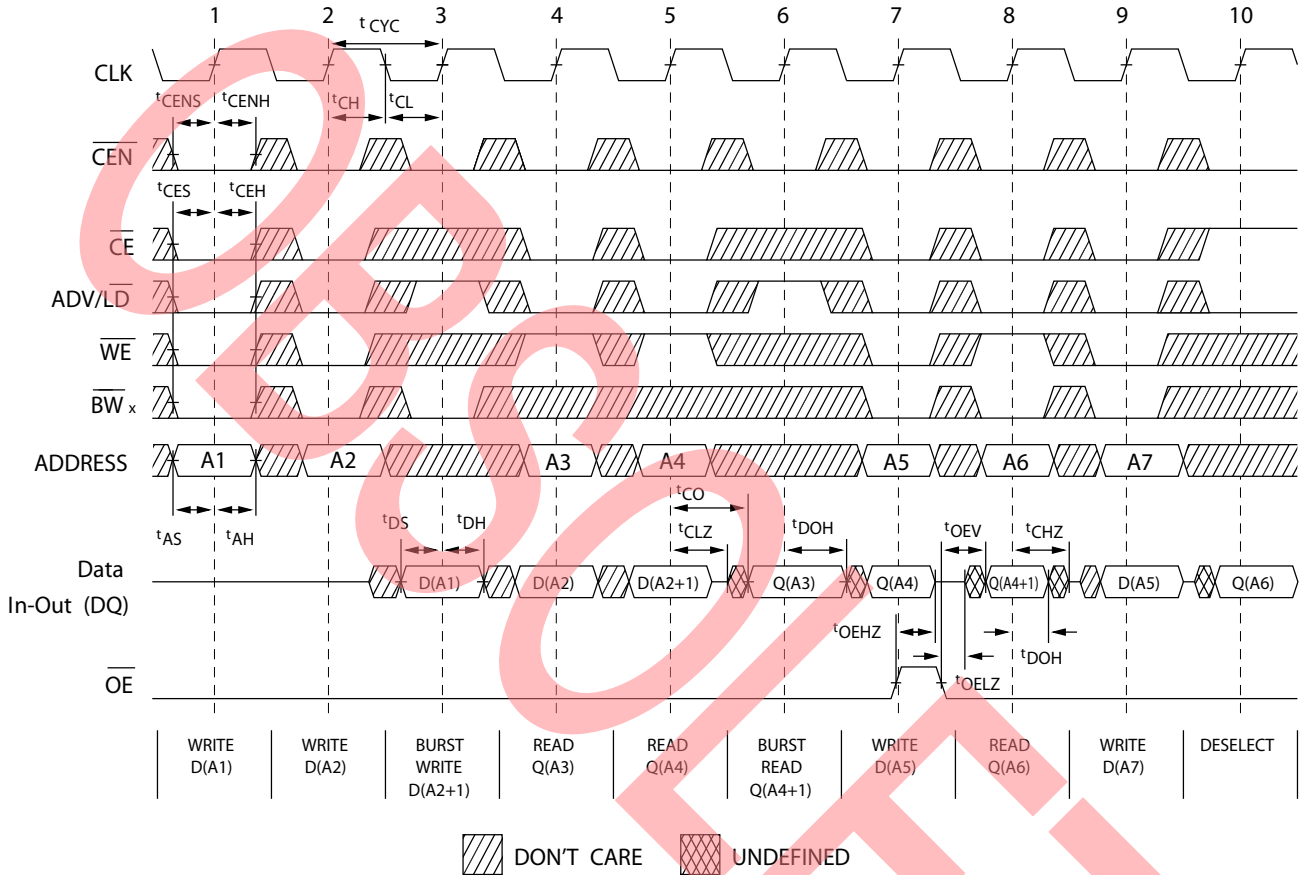 1 2 3 4 5 6 7 8 9 10
tCYC
CLK
tCENS tCENH tCH tCL
CEN
tCES tCEH
CE
ADV/LD
WE
BW x
ADDRESS A1 A2 A3 A4 A5 A6 A7
tCO
tAS tAH tDS tDH tCLZ tDOH tOEV tCHZ
Data
In-Out (DQ)
D(A1) D(A2) D(A2+1) Q(A3) Q(A4) Q(A4+1) D(A5) Q(A6)
tOEHZ tDOH
tOELZ
OE
WRITE
D(A1)
WRITE
D(A2)
BURST
WRITE
D(A2+1)
READ
Q(A3)
READ
Q(A4)
BURST
READ
Q(A4+1)
WRITE
D(A5)
READ
Q(A6)
WRITE
D(A7)
DESELECT
DON'T CARE UNDEFINED